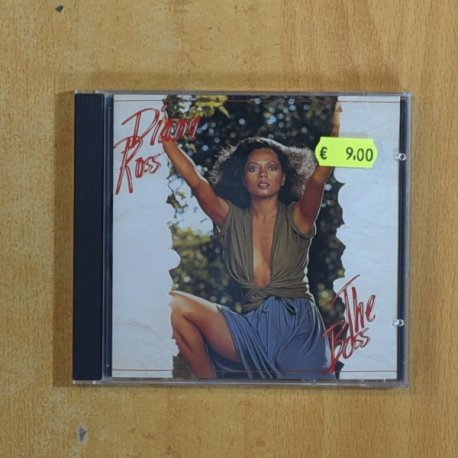 Diana
Ross
€ 9.00
The
Boss